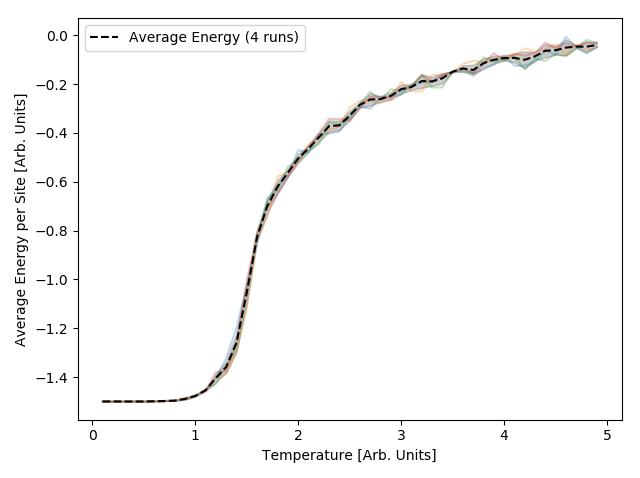 Average Energy (4 runs)
0.0
−0.2
−0.4
−0.6
−0.8
−1.0
−1.2
−1.4
Average Energy per Site [Arb. Units]
0 1 2 3 4 5
Temperature [Arb. Units]